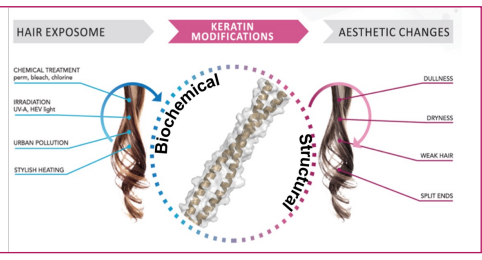 HAIR EXPOSOME
KERATIN
MODIFICATIONS
AESTHETIC CHANGES
CHEMICAL TREATMENT
perm, bleach, chlorine
IRRADIATION
UV-A, HEV light
URBAN POLLUTION
STYLISH HEATING
Biochemical
Structural
DULLNESS
DRYNESS
WEAK HAIR
SPLIT ENDS